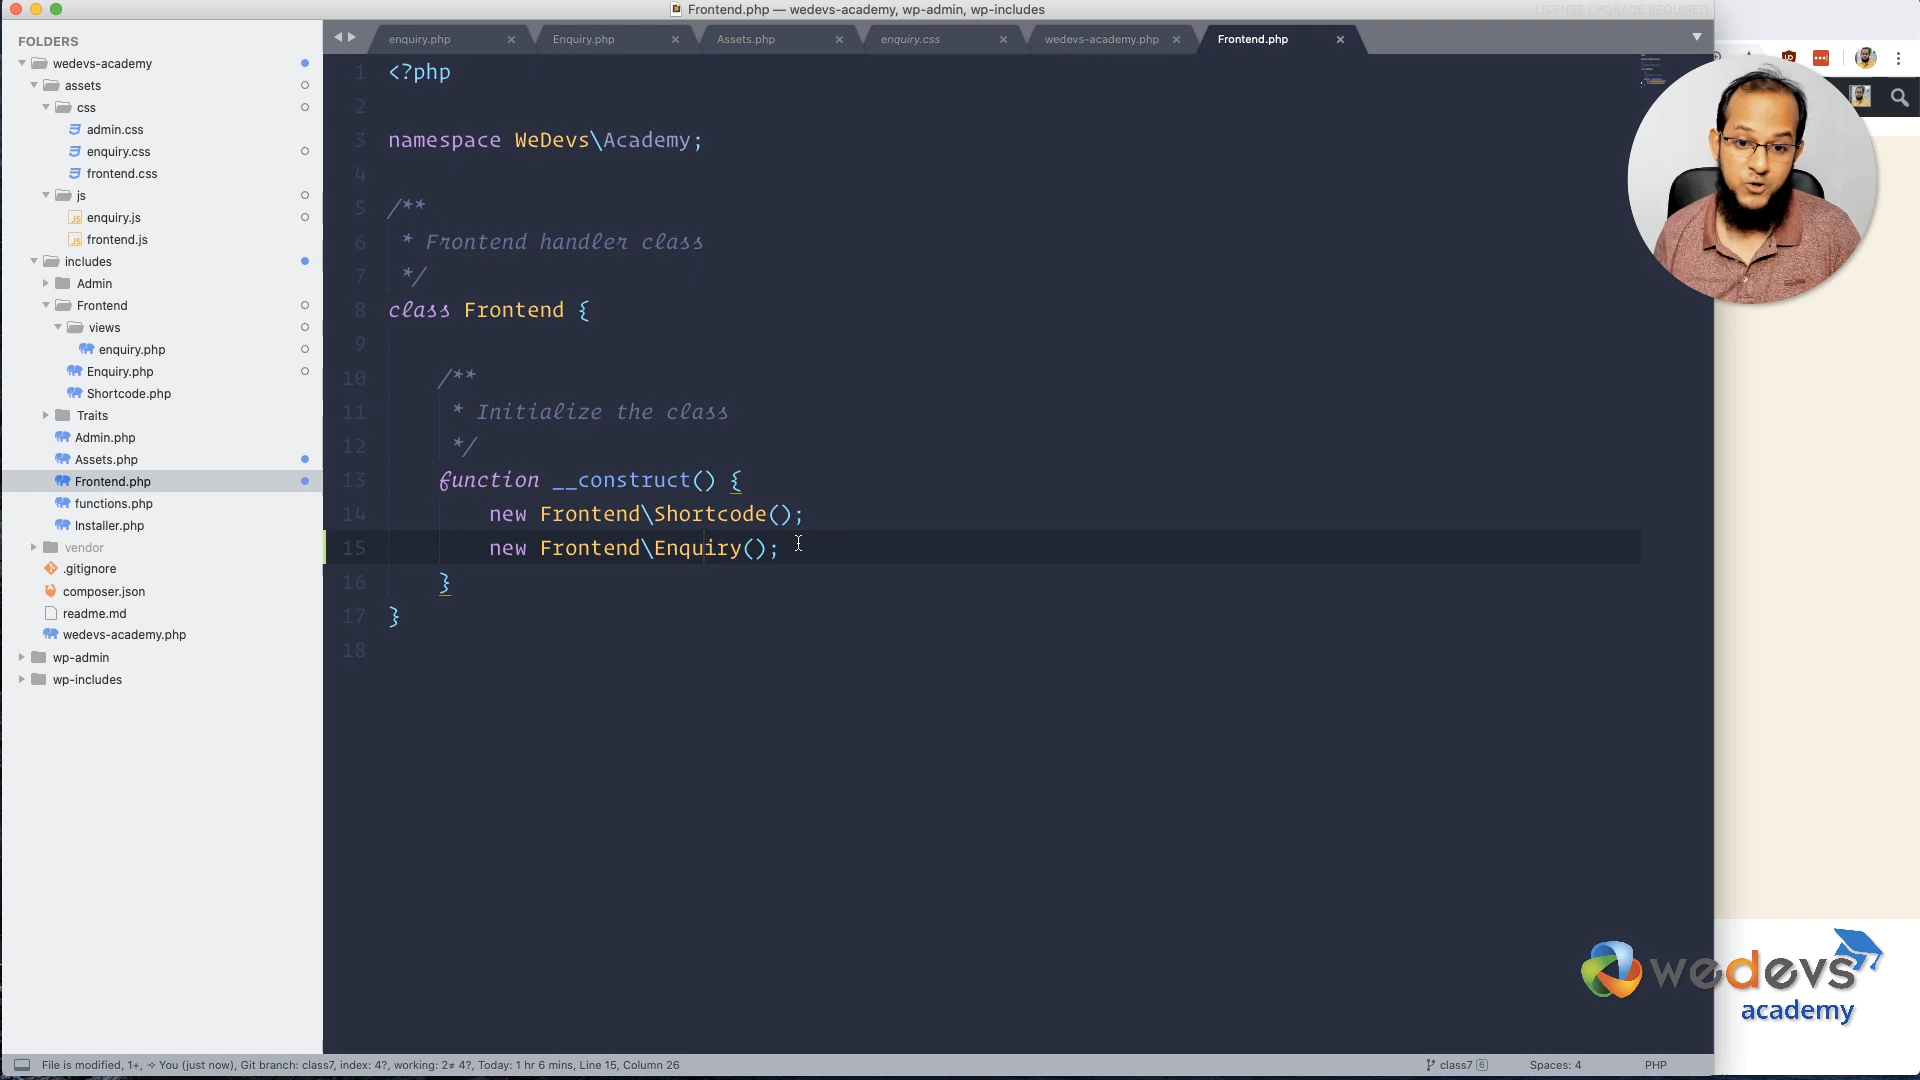 Frontend.php — wedevs-academy, wp-admin, wp-includes
LICENSE UPGRADE REQUIRED
FOLDERS
wedevs-academy
assets
css
admin.css
enquiry.css
frontend.css
js
enquiry.js
frontend.js
includes
Admin
Frontend
views
enquiry.php
Enquiry.php
Shortcode.php
Traits
Admin.php
Assets.php
Frontend.php
functions.php
Installer.php
vendor
.gitignore
composer.json
readme.md
wedevs-academy.php
wp-admin
wp-includes
enquiry.php
Enquiry.php
Assets.php
enquiry.css
wedevs-academy.php
Frontend.php
1 <?php
2
3 namespace WeDevs\Academy;
4
5 /**
6 * Frontend handler class
7 */
8 class Frontend {
9
10 /**
11 * Initialize the class
12 */
13 function __construct() {
14 new Frontend\Shortcode();
15 new Frontend\Enquiry();
16 }
17 }
18
wedevs
academy
File is modified, 1+, ⊹ You (just now), Git branch: class7, index: 4?, working: 2≠ 4?, Today: 1 hr 6 mins, Line 15, Column 26
class7 6
Spaces: 4
PHP